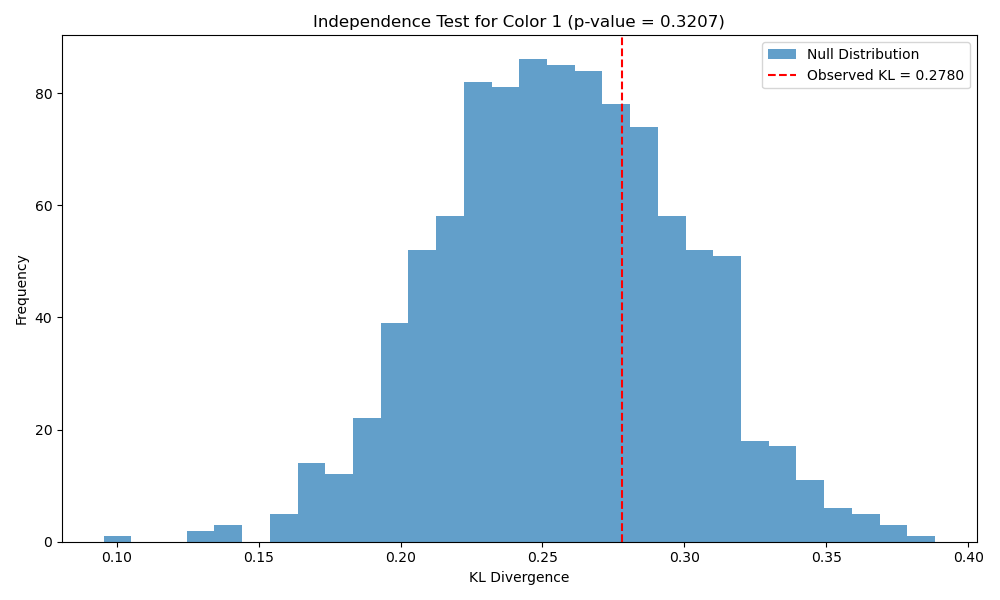 Independence Test for Color 1 (p-value = 0.3207)
Null Distribution
Observed KL = 0.2780
Frequency
80
60
40
20
0
0.10 0.15 0.20 0.25 0.30 0.35 0.40
KL Divergence